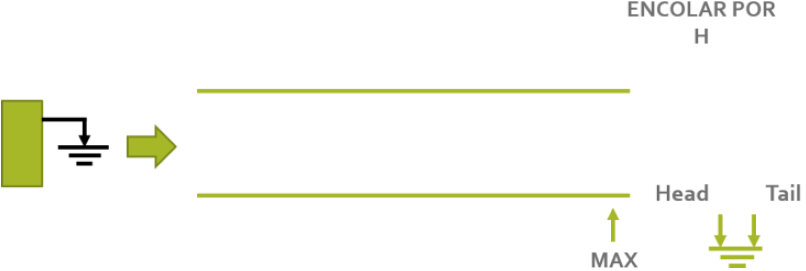 ENCOLAR POR
H
Head Tail
MAX